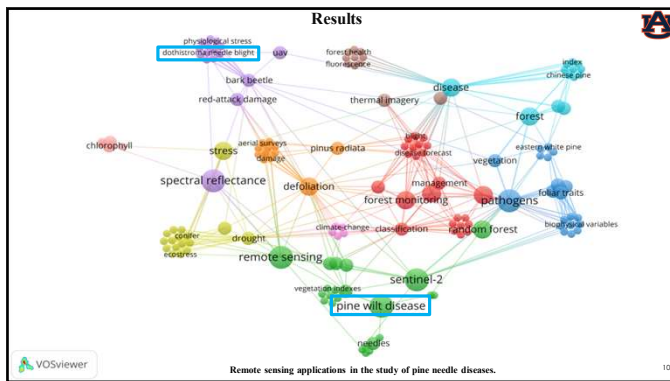 Results
physiological stress
dothistroma needle blight
uav
bark beetle
red-attack damage
forest health
fluorescence
thermal imagery
disease
index
chinese pine
forest
chlorophyll
stress
aerial surveys
damage
pinus radiata
blight
disease forecast
vegetation
eastern white pine
spectral reflectance
defoliation
management
forest monitoring
pathogens
foliar traits
biophysical variables
climate-change
classification
random forest
conifer
ecostress
drought
remote sensing
sentinel-2
vegetation indexes
pine wilt disease
needles
VOSviewer
Remote sensing applications in the study of pine needle diseases.
10